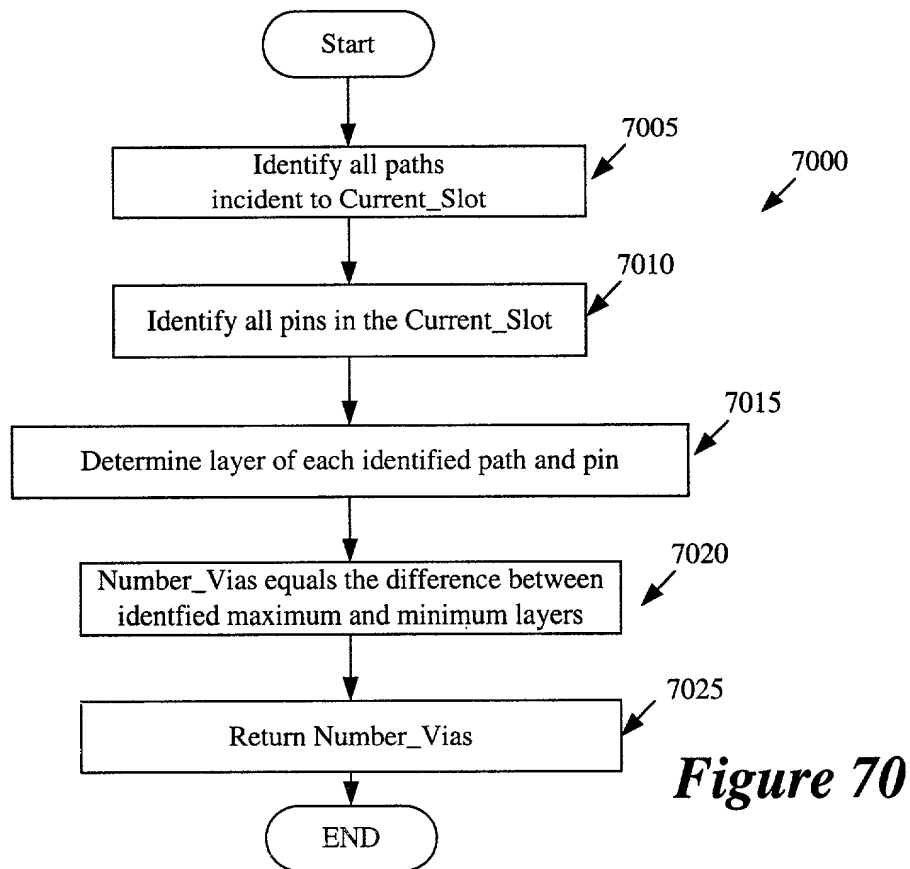 Start
7005
Identify all paths
incident to Current_Slot
7000
7010
Identify all pins in the Current_Slot
7015
Determine layer of each identified path and pin
7020
Number_Vias equals the difference between
identfied maximum and minimum layers
7025
Return Number_Vias
Figure 70
END